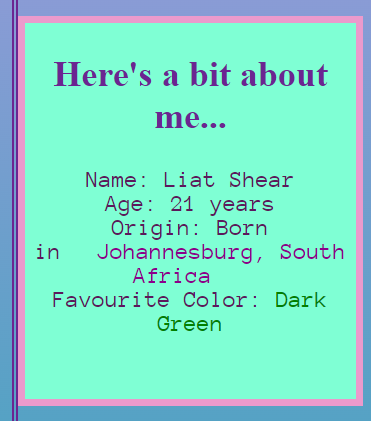 Here's a bit about
me...
Name: Liat Shear
Age: 21 years
Origin: Born
in   Johannesburg, South
Africa
Favourite Color: Dark
Green